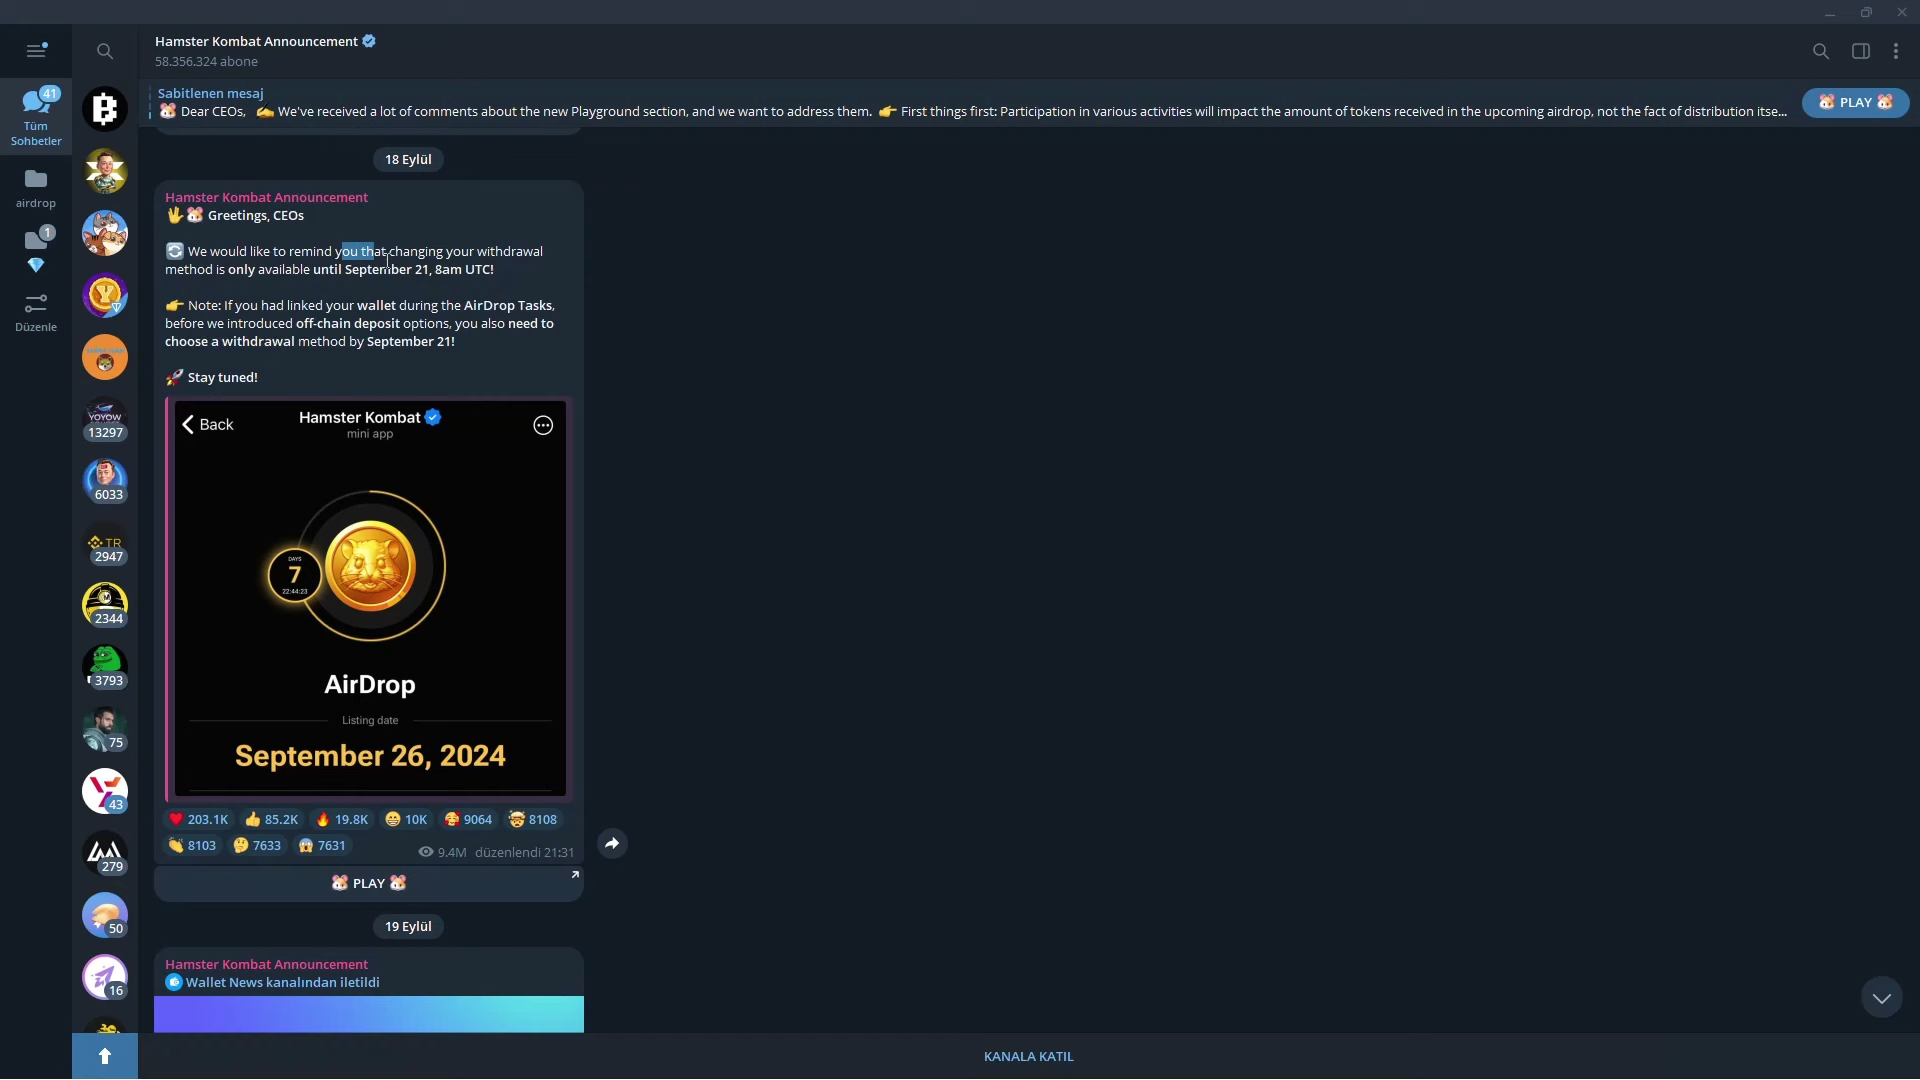 Hamster Kombat Announcement
58.356.324 abone
Sabitlenen mesaj
🐹 Dear CEOs, ✍️ We've received a lot of comments about the new Playground section, and we want to address them. 👉 First things first: Participation in various activities will impact the amount of tokens received in the upcoming airdrop, not the fact of distribution itse...
🐹 PLAY 🐹
41
Tüm
Sohbetler
airdrop
1
Düzenle
YOYOW
13297
6033
TR
2947
2344
3793
75
43
279
50
16
18 Eylül
Hamster Kombat Announcement
🖖🐹 Greetings, CEOs
🔄 We would like to remind you that changing your withdrawal
method is only available until September 21, 8am UTC!
👉 Note: If you had linked your wallet during the AirDrop Tasks,
before we introduced off-chain deposit options, you also need to
choose a withdrawal method by September 21!
🚀 Stay tuned!
Back
Hamster Kombat
mini app
DAYS
7
22:44:23
AirDrop
Listing date
September 26, 2024
❤️ 203.1K 👍 85.2K 🔥 19.8K 😁 10K 🥰 9064 🤯 8108
👏 8103 🤔 7633 😱 7631
9.4M düzenlendi 21:31
🐹 PLAY 🐹
19 Eylül
Hamster Kombat Announcement
Wallet News kanalından iletildi
KANALA KATIL